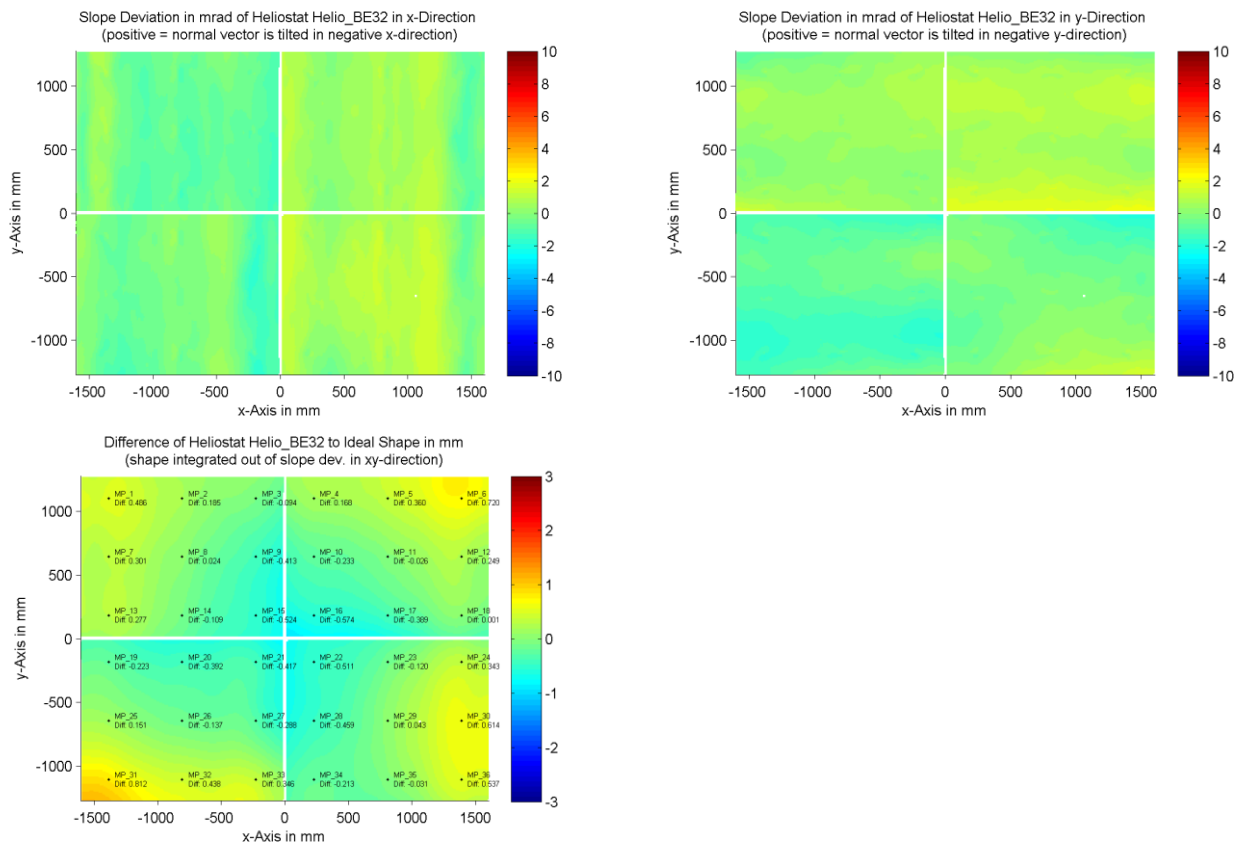 Slope Deviation in mrad of Heliostat Helio_BE32 in x-Direction
(positive = normal vector is tilted in negative x-direction)
1000
500
0
-500
-1000
y-Axis in mm
-1500 -1000 -500 0 500 1000 1500
x-Axis in mm
10
8
6
4
2
0
-2
-4
-6
-8
-10
Slope Deviation in mrad of Heliostat Helio_BE32 in y-Direction
(positive = normal vector is tilted in negative y-direction)
1000
500
0
-500
-1000
y-Axis in mm
-1500 -1000 -500 0 500 1000 1500
x-Axis in mm
10
8
6
4
2
0
-2
-4
-6
-8
-10
Difference of Heliostat Helio_BE32 to Ideal Shape in mm
(shape integrated out of slope dev. in xy-direction)
1000
500
0
-500
-1000
y-Axis in mm
MP_1 MP_2 MP_3 MP_4 MP_5 MP_6
Diff: 0.486 Diff: 0.185 Diff: -0.094 Diff: 0.168 Diff: 0.360 Diff: 0.720
MP_7 MP_8 MP_9 MP_10 MP_11 MP_12
Diff: 0.301 Diff: 0.024 Diff: -0.413 Diff: -0.233 Diff: -0.026 Diff: 0.249
MP_13 MP_14 MP_15 MP_16 MP_17 MP_18
Diff: 0.277 Diff: -0.109 Diff: -0.524 Diff: -0.574 Diff: -0.389 Diff: 0.001
MP_19 MP_20 MP_21 MP_22 MP_23 MP_24
Diff: -0.223 Diff: -0.392 Diff: -0.417 Diff: -0.511 Diff: -0.120 Diff: 0.343
MP_25 MP_26 MP_27 MP_28 MP_29 MP_30
Diff: 0.151 Diff: -0.137 Diff: -0.288 Diff: -0.459 Diff: 0.043 Diff: 0.614
MP_31 MP_32 MP_33 MP_34 MP_35 MP_36
Diff: 0.812 Diff: 0.438 Diff: 0.346 Diff: -0.213 Diff: -0.031 Diff: 0.537
-1500 -1000 -500 0 500 1000 1500
x-Axis in mm
3
2
1
0
-1
-2
-3